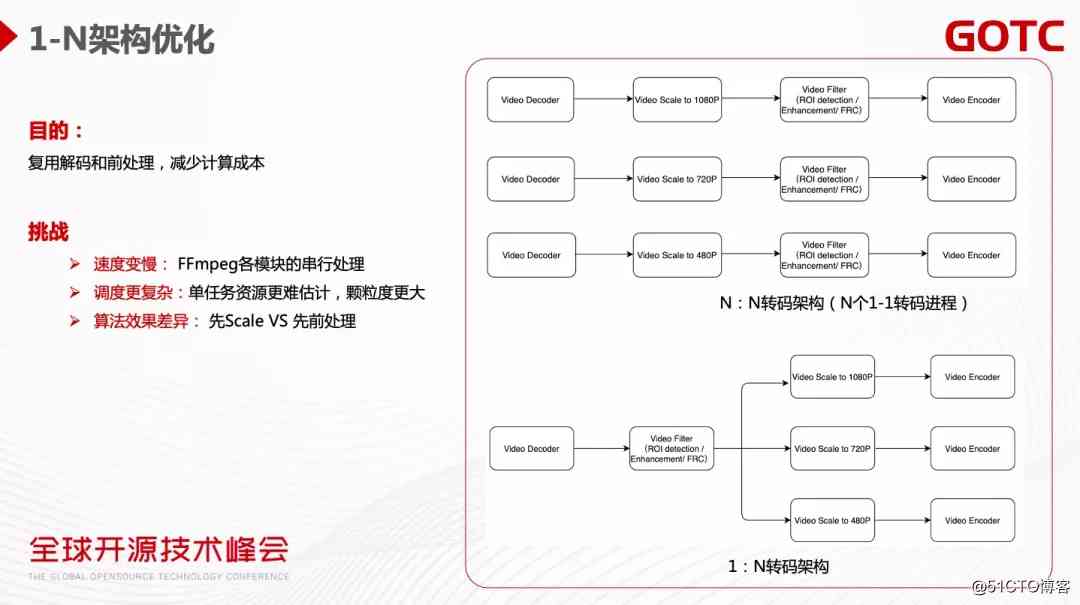 1-N架构优化
GOTC
目的：
复用解码和前处理，减少计算成本
挑战
➢ 速度变慢： FFmpeg各模块的串行处理
➢ 调度更复杂：单任务资源更难估计，颗粒度更大
➢ 算法效果差异： 先Scale VS 先前处理
Video Decoder
Video Scale to 1080P
Video Filter
（ROI detection /
Enhancement/ FRC)
Video Encoder
Video Decoder
Video Scale to 720P
Video Filter
（ROI detection /
Enhancement/ FRC)
Video Encoder
Video Decoder
Video Scale to 480P
Video Filter
（ROI detection /
Enhancement/ FRC)
Video Encoder
N：N转码架构（N个1-1转码进程）
Video Decoder
Video Filter
（ROI detection /
Enhancement/ FRC)
Video Scale to 1080P
Video Encoder
Video Scale to 720P
Video Encoder
Video Scale to 480P
Video Encoder
1：N转码架构
全球开源技术峰会
THE GLOBAL OPENSOURCE TECHNOLOGY CONFERENCE
@51CTO博客